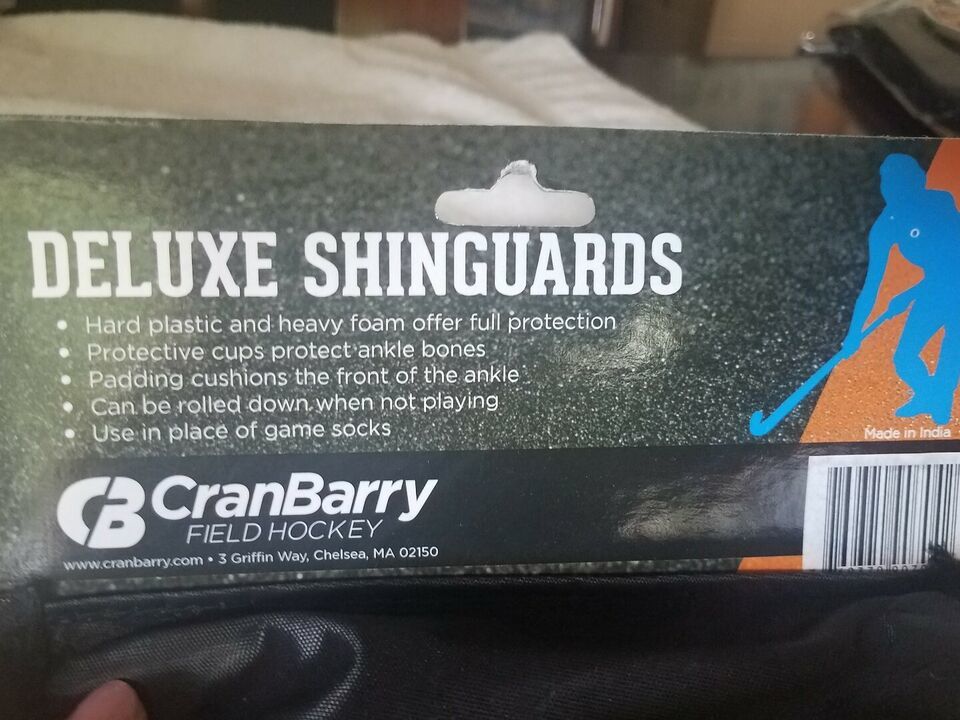 DELUXE SHINGUARDS
• Hard plastic and heavy foam offer full protection
• Protective cups protect ankle bones
• Padding cushions the front of the ankle
• Can be rolled down when not playing
• Use in place of game socks
Made in India
CB CranBarry
FIELD HOCKEY
www.cranbarry.com • 3 Griffin Way, Chelsea, MA 02150